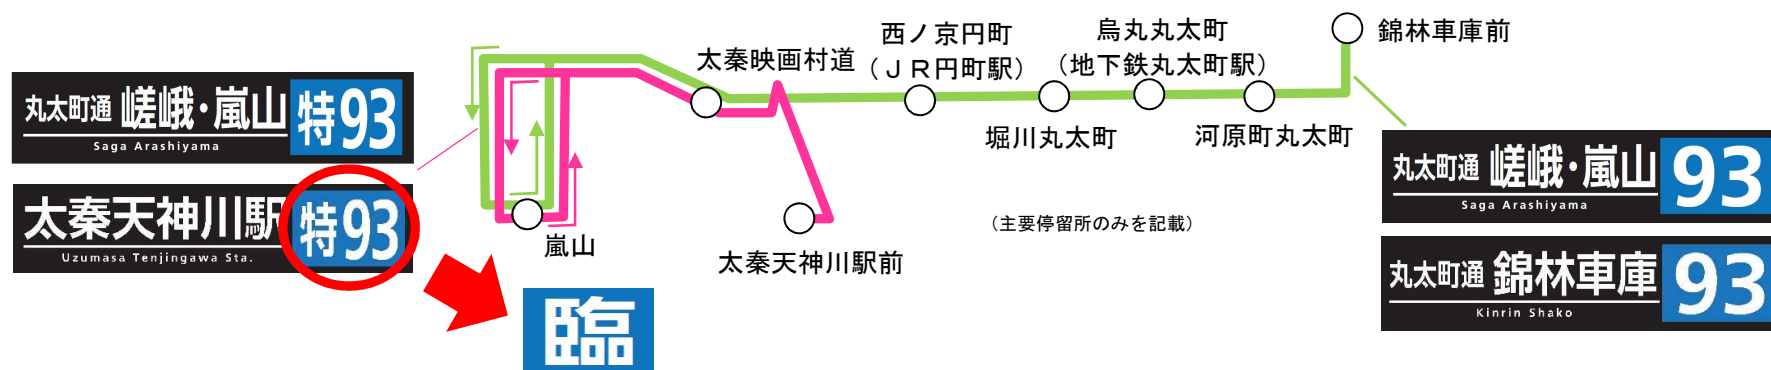 丸太町通 嵯峨・嵐山 特93
Saga Arashiyama
太秦天神川駅 特93
Uzumasa Tenjingawa Sta.
臨
嵐山
太秦映画村道
太秦天神川駅前
西ノ京円町
（ＪＲ円町駅）
堀川丸太町
烏丸丸太町
（地下鉄丸太町駅）
河原町丸太町
錦林車庫前
（主要停留所のみを記載）
丸太町通 嵯峨・嵐山 93
Saga Arashiyama
丸太町通 錦林車庫 93
Kinrin Shako